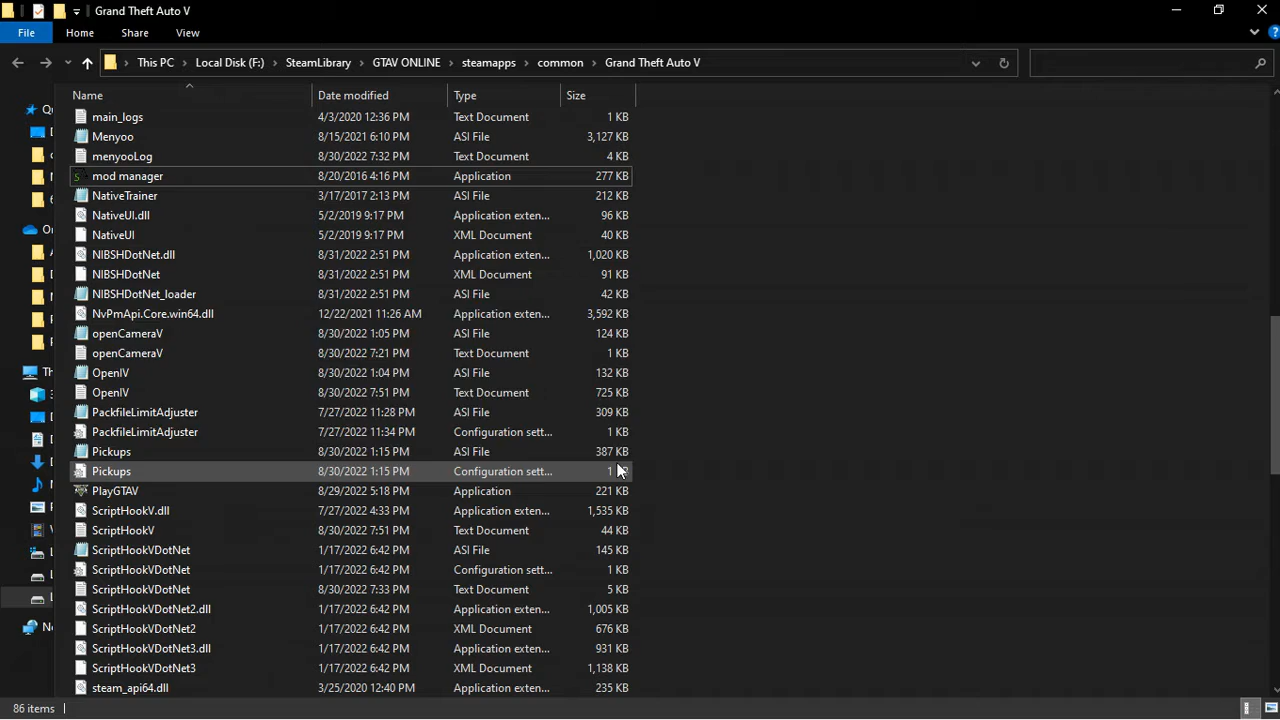 Grand Theft Auto V
File Home Share View
This PC Local Disk (F:) SteamLibrary GTAV ONLINE steamapps common Grand Theft Auto V
Name Date modified Type Size
main_logs 4/3/2020 12:36 PM Text Document 1 KB
Menyoo 8/15/2021 6:10 PM ASI File 3,127 KB
menyooLog 8/30/2022 7:32 PM Text Document 4 KB
mod manager 8/20/2016 4:16 PM Application 277 KB
NativeTrainer 3/17/2017 2:13 PM ASI File 212 KB
NativeUI.dll 5/2/2019 9:17 PM Application exten... 96 KB
NativeUI 5/2/2019 9:17 PM XML Document 40 KB
NIBSHDotNet.dll 8/31/2022 2:51 PM Application exten... 1,020 KB
NIBSHDotNet 8/31/2022 2:51 PM XML Document 91 KB
NIBSHDotNet_loader 8/31/2022 2:51 PM ASI File 42 KB
NvPmApi.Core.win64.dll 12/22/2021 11:26 AM Application exten... 3,592 KB
openCameraV 8/30/2022 1:05 PM ASI File 124 KB
openCameraV 8/30/2022 7:21 PM Text Document 1 KB
OpenIV 8/30/2022 1:04 PM ASI File 132 KB
OpenIV 8/30/2022 7:51 PM Text Document 725 KB
PackfileLimitAdjuster 7/27/2022 11:28 PM ASI File 309 KB
PackfileLimitAdjuster 7/27/2022 11:34 PM Configuration sett... 1 KB
Pickups 8/30/2022 1:15 PM ASI File 387 KB
Pickups 8/30/2022 1:15 PM Configuration sett... 1
PlayGTAV 8/29/2022 5:18 PM Application 221 KB
ScriptHookV.dll 7/27/2022 4:33 PM Application exten... 1,535 KB
ScriptHookV 8/30/2022 7:51 PM Text Document 44 KB
ScriptHookVDotNet 1/17/2022 6:42 PM ASI File 145 KB
ScriptHookVDotNet 1/17/2022 6:42 PM Configuration sett... 1 KB
ScriptHookVDotNet 8/30/2022 7:33 PM Text Document 5 KB
ScriptHookVDotNet2.dll 1/17/2022 6:42 PM Application exten... 1,005 KB
ScriptHookVDotNet2 1/17/2022 6:42 PM XML Document 676 KB
ScriptHookVDotNet3.dll 1/17/2022 6:42 PM Application exten... 931 KB
ScriptHookVDotNet3 1/17/2022 6:42 PM XML Document 1,138 KB
steam_api64.dll 3/25/2020 12:40 PM Application exten... 235 KB
86 items